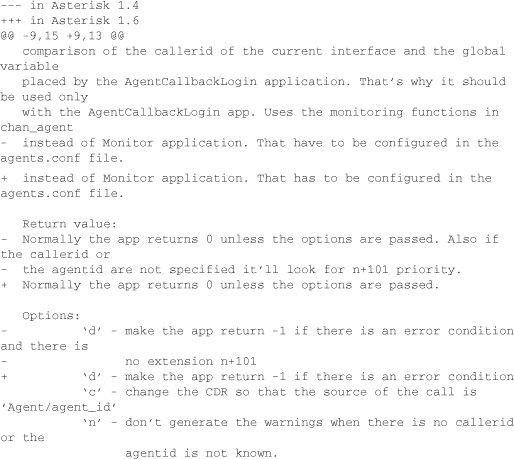 --- in Asterisk 1.4
+++ in Asterisk 1.6
@@ -9,15 +9,13 @@
   comparison of the callerid of the current interface and the global
variable
   placed by the AgentCallbackLogin application. That’s why it should
be used only
   with the AgentCallbackLogin app. Uses the monitoring functions in
chan_agent
-  instead of Monitor application. That have to be configured in the
agents.conf file.
+  instead of Monitor application. That has to be configured in the
agents.conf file.
   Return value:
-  Normally the app returns 0 unless the options are passed. Also if
the callerid or
-  the agentid are not specified it’ll look for n+101 priority.
+  Normally the app returns 0 unless the options are passed.
   Options:
-          ‘d’ - make the app return -1 if there is an error condition
and there is
-                no extension n+101
+          ‘d’ - make the app return -1 if there is an error condition
           ‘c’ - change the CDR so that the source of the call is
’Agent/agent_id’
           ‘n’ - don’t generate the warnings when there is no callerid
or the
                 agentid is not known.